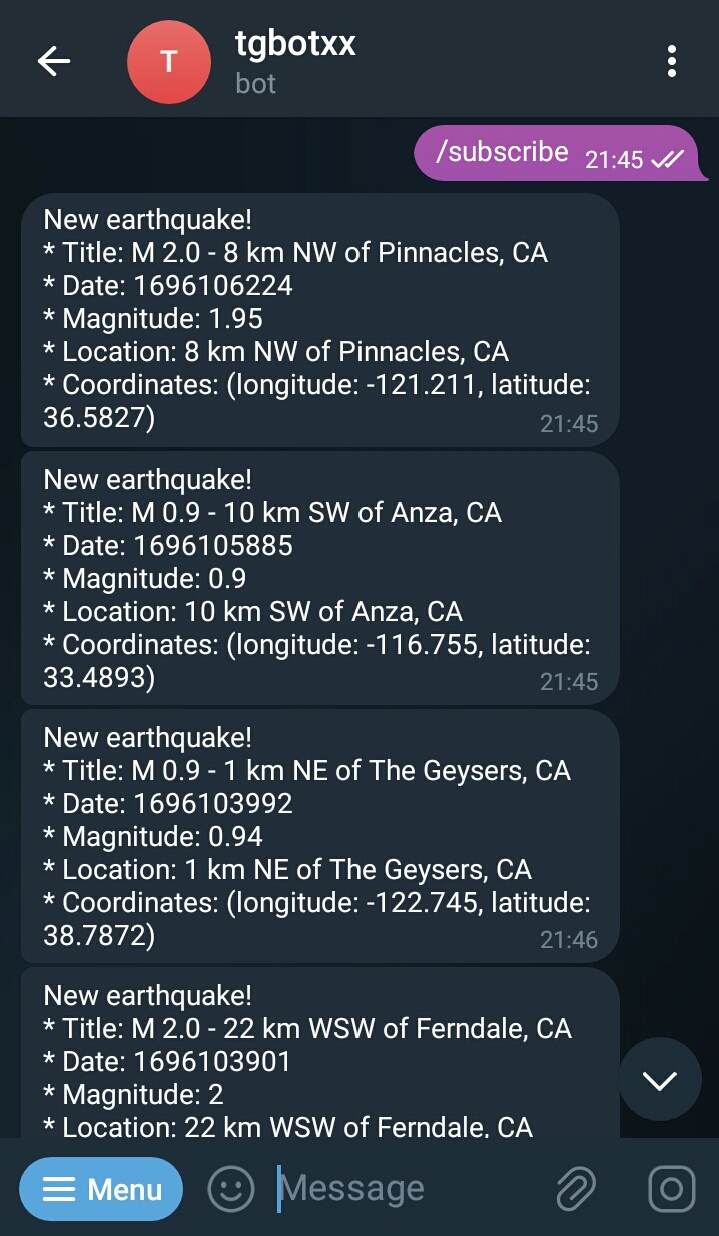 T
tgbotxx
bot
/subscribe 21:45
New earthquake!
* Title: M 2.0 - 8 km NW of Pinnacles, CA
* Date: 1696106224
* Magnitude: 1.95
* Location: 8 km NW of Pinnacles, CA
* Coordinates: (longitude: -121.211, latitude:
36.5827)
21:45
New earthquake!
* Title: M 0.9 - 10 km SW of Anza, CA
* Date: 1696105885
* Magnitude: 0.9
* Location: 10 km SW of Anza, CA
* Coordinates: (longitude: -116.755, latitude:
33.4893)
21:45
New earthquake!
* Title: M 0.9 - 1 km NE of The Geysers, CA
* Date: 1696103992
* Magnitude: 0.94
* Location: 1 km NE of The Geysers, CA
* Coordinates: (longitude: -122.745, latitude:
38.7872)
21:46
New earthquake!
* Title: M 2.0 - 22 km WSW of Ferndale, CA
* Date: 1696103901
* Magnitude: 2
* Location: 22 km WSW of Ferndale, CA
Menu
Message